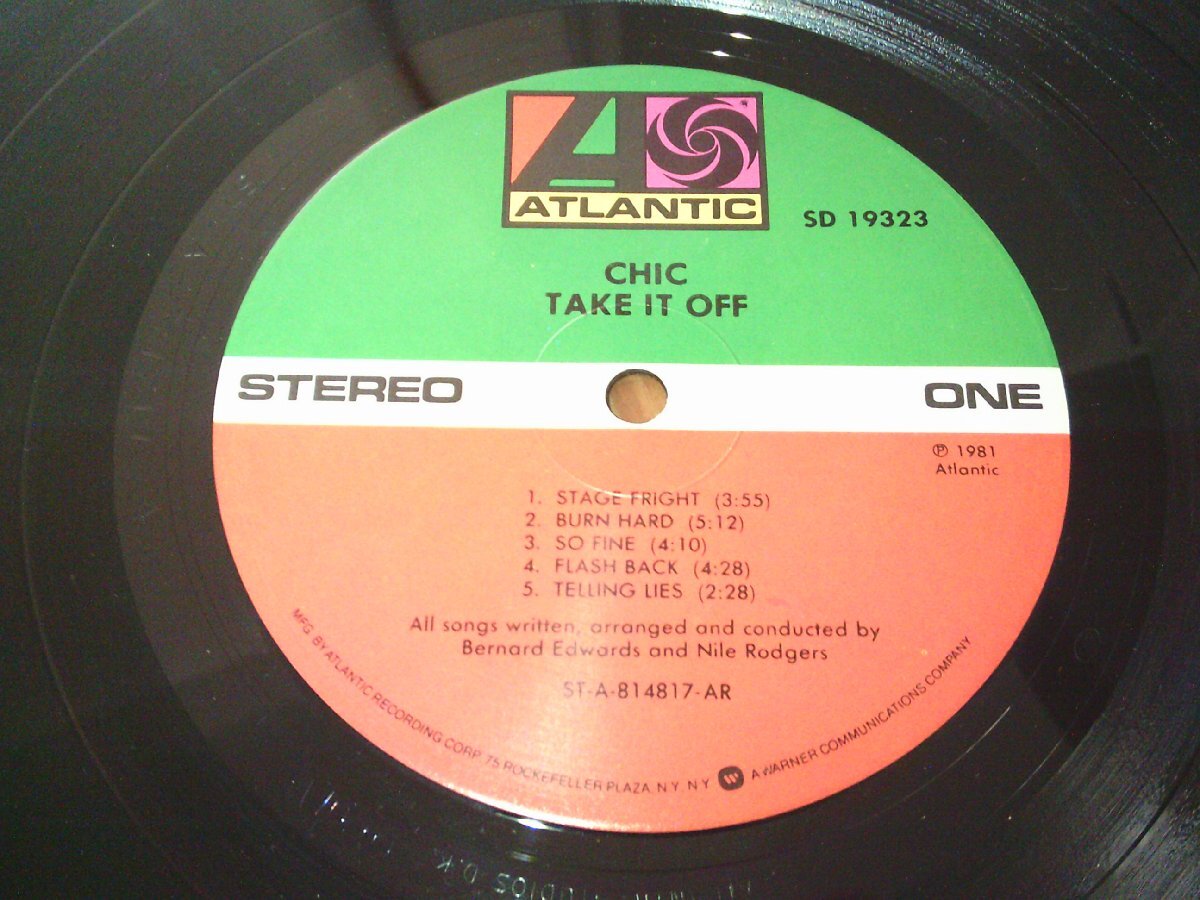 ATLANTIC
SD 19323
CHIC
TAKE IT OFF
STEREO
ONE
℗ 1981
Atlantic
1. STAGE FRIGHT (3:55)
2. BURN HARD (5:12)
3. SO FINE (4:10)
4. FLASH BACK (4:28)
5. TELLING LIES (2:28)
All songs written, arranged and conducted by
Bernard Edwards and Nile Rodgers
ST-A-814817-AR
MFG. BY ATLANTIC RECORDING CORP. 75 ROCKEFELLER PLAZA, N.Y. N.Y. A WARNER COMMUNICATIONS COMPANY
D.K.